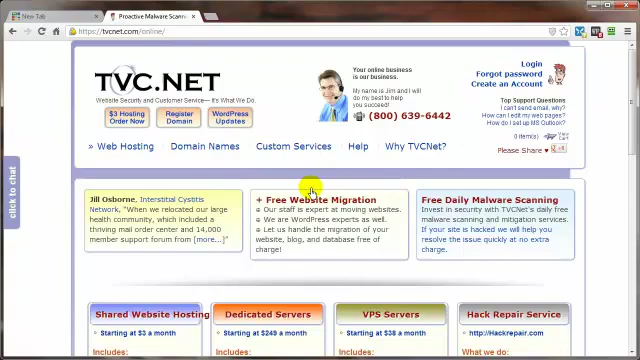 New Tab
Proactive Malware Scann
https://tvcnet.com/online/
TVC.NET
Website Security and Customer Service— It's What We Do.
$3 Hosting
Order Now
Register
Domain
WordPress
Updates
Your online business
is our business.
My name is Jim and I will
do my best to help
you succeed!
(800) 639-6442
Login
Forgot password
Create an Account
Top Support Questions
I can't send email. why?
How can I edit my web pages?
How do I set up MS Outlook?
0 item(s)
View
Cart
Please Share ♥
+1
» Web Hosting
Domain Names
Custom Services
Help
Why TVCNet?
click to chat
Jill Osborne, Interstitial Cystitis
Network, "When we relocated our large
health community, which included a
thriving mail order center and 14,000
member support forum from [more...]"
+ Free Website Migration
Our staff is expert at moving websites.
We are WordPress experts as well.
Let us handle the migration of your
website, blog, and database free of
charge!
Free Daily Malware Scanning
Invest in security with TVCNet's daily free
malware scanning and mitigation services.
If your site is hacked we will help you
resolve the issue quickly at no extra
charge.
Shared Website Hosting
Starting at $3 a month
Includes:
Dedicated Servers
Starting at $249 a month
Includes:
VPS Servers
Starting at $38 a month
Includes:
Hack Repair Service
http://Hackrepair.com
What we do: